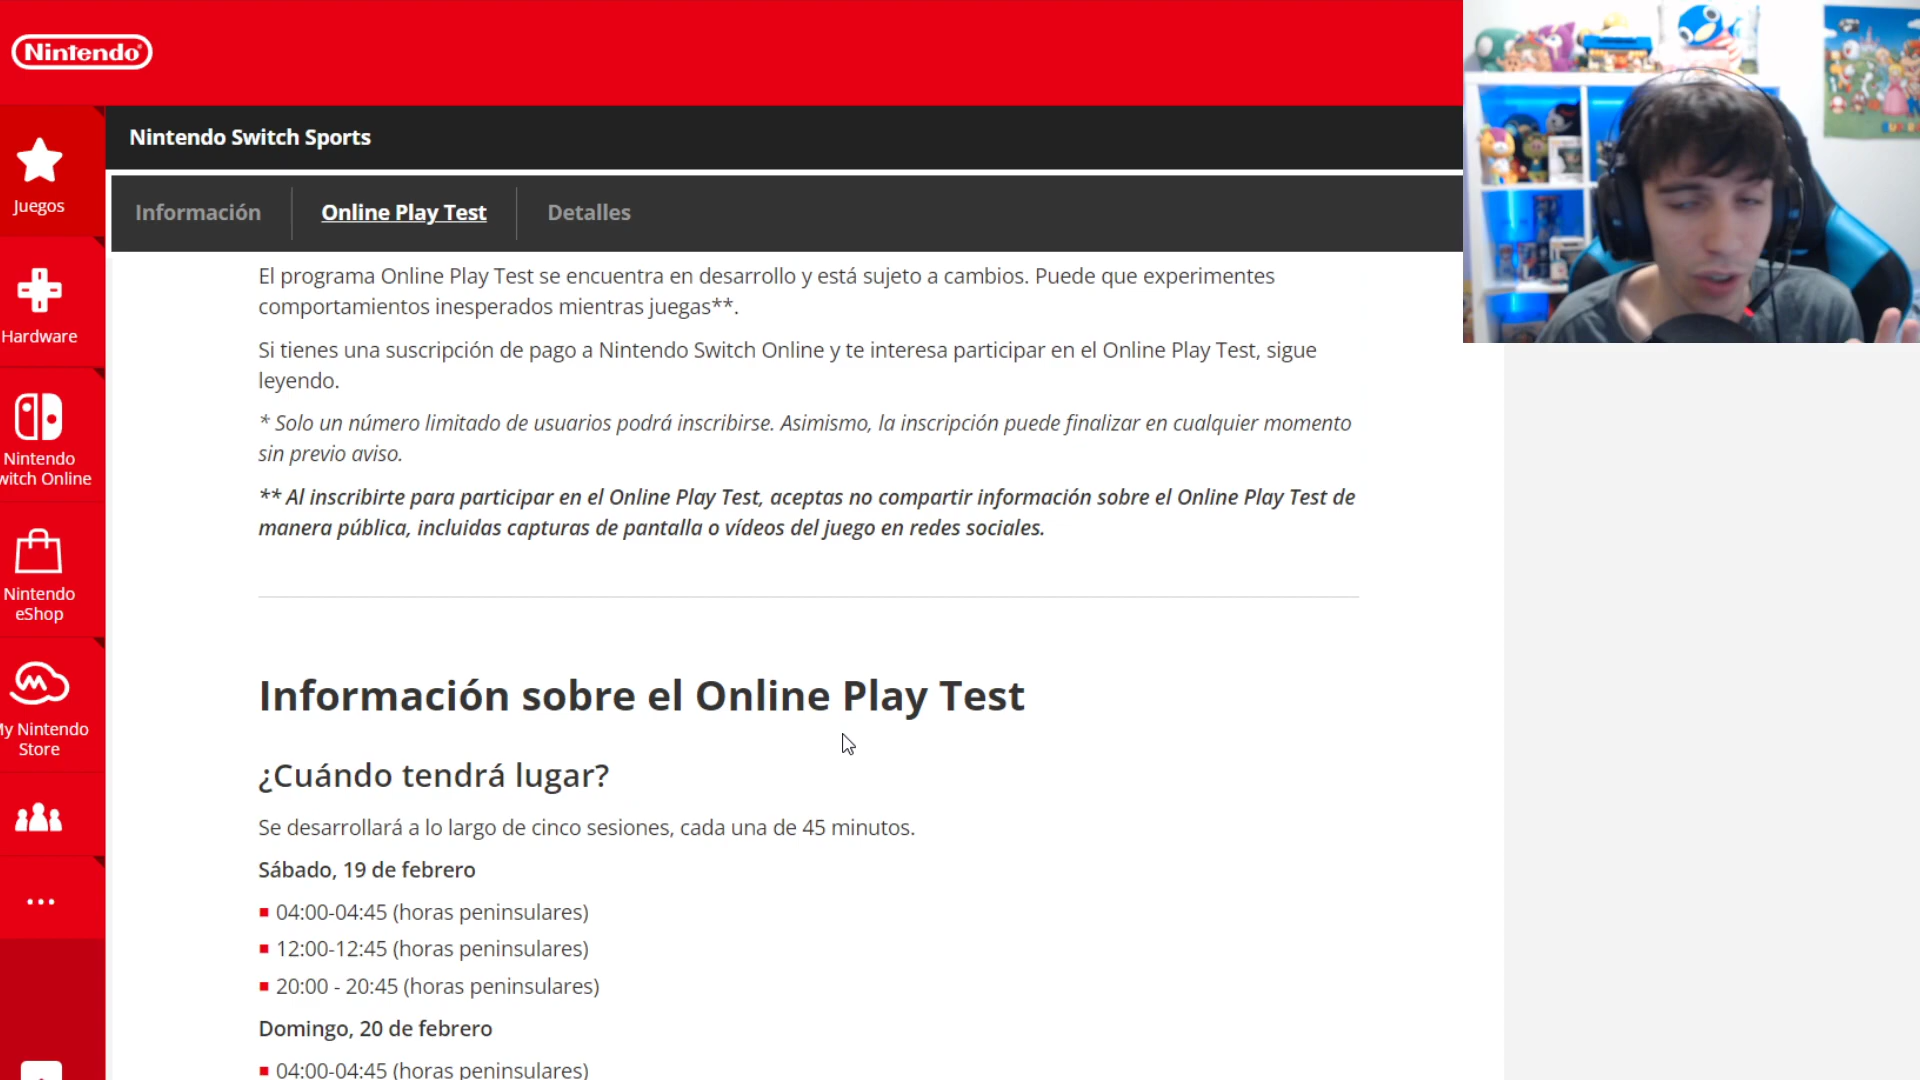 Nintendo
Nintendo Switch Sports
Información
Online Play Test
Detalles
Juegos
Hardware
Nintendo
witch Online
Nintendo
eShop
My Nintendo
Store
El programa Online Play Test se encuentra en desarrollo y está sujeto a cambios. Puede que experimentes
comportamientos inesperados mientras juegas**.
Si tienes una suscripción de pago a Nintendo Switch Online y te interesa participar en el Online Play Test, sigue
leyendo.
* Solo un número limitado de usuarios podrá inscribirse. Asimismo, la inscripción puede finalizar en cualquier momento
sin previo aviso.
** Al inscribirte para participar en el Online Play Test, aceptas no compartir información sobre el Online Play Test de
manera pública, incluidas capturas de pantalla o vídeos del juego en redes sociales.
Información sobre el Online Play Test
¿Cuándo tendrá lugar?
Se desarrollará a lo largo de cinco sesiones, cada una de 45 minutos.
Sábado, 19 de febrero
04:00-04:45 (horas peninsulares)
12:00-12:45 (horas peninsulares)
20:00 - 20:45 (horas peninsulares)
Domingo, 20 de febrero
04:00-04:45 (horas peninsulares)